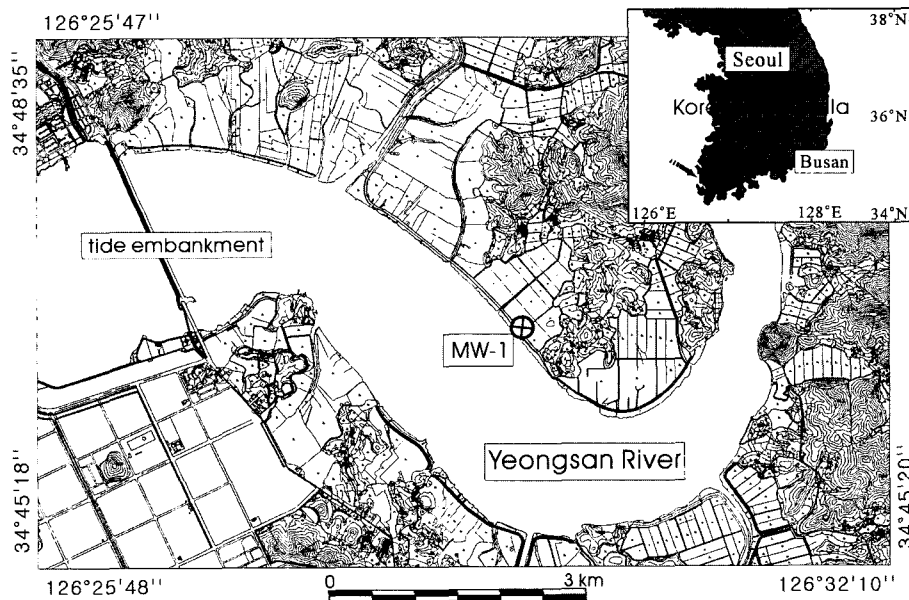 126°25'47''
38°N
34°48'35''
Seoul
36°N
Busan
126°E
128°E
34°N
tide embankment
MW-1
Yeongsan River
34°45'18''
34°45'20''
126°25'48''
0
3 km
126°32'10''